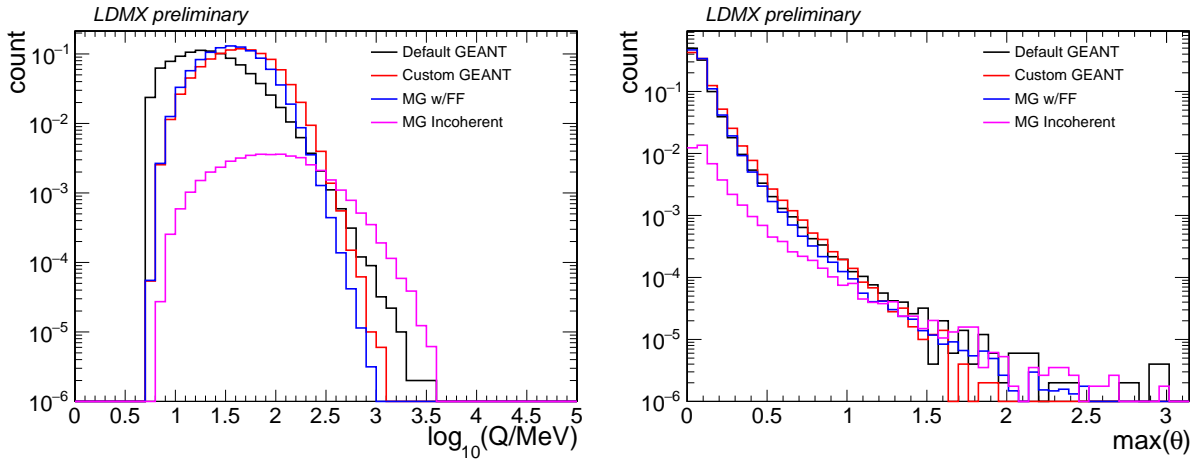 LDMX preliminary
count
Default GEANT
Custom GEANT
MG w/FF
MG Incoherent
10⁻¹
10⁻²
10⁻³
10⁻⁴
10⁻⁵
10⁻⁶
0 0.5 1 1.5 2 2.5 3 3.5 4 4.5 5
log₁₀(Q/MeV)
LDMX preliminary
count
Default GEANT
Custom GEANT
MG w/FF
MG Incoherent
10⁻¹
10⁻²
10⁻³
10⁻⁴
10⁻⁵
10⁻⁶
0 0.5 1 1.5 2 2.5 3
max(θ)